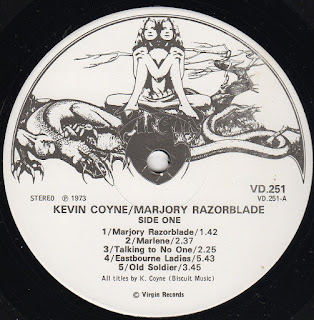 Virgin
VD.251
STEREO ℗ 1973
VD.251-A
KEVIN COYNE/MARJORY RAZORBLADE
SIDE ONE
1/Marjory Razorblade/1.42
2/Marlene/2.37
3/Talking to No One/2.25
4/Eastbourne Ladies/5.43
5/Old Soldier/3.45
All titles by K. Coyne (Biscuit Music)
© Virgin Records